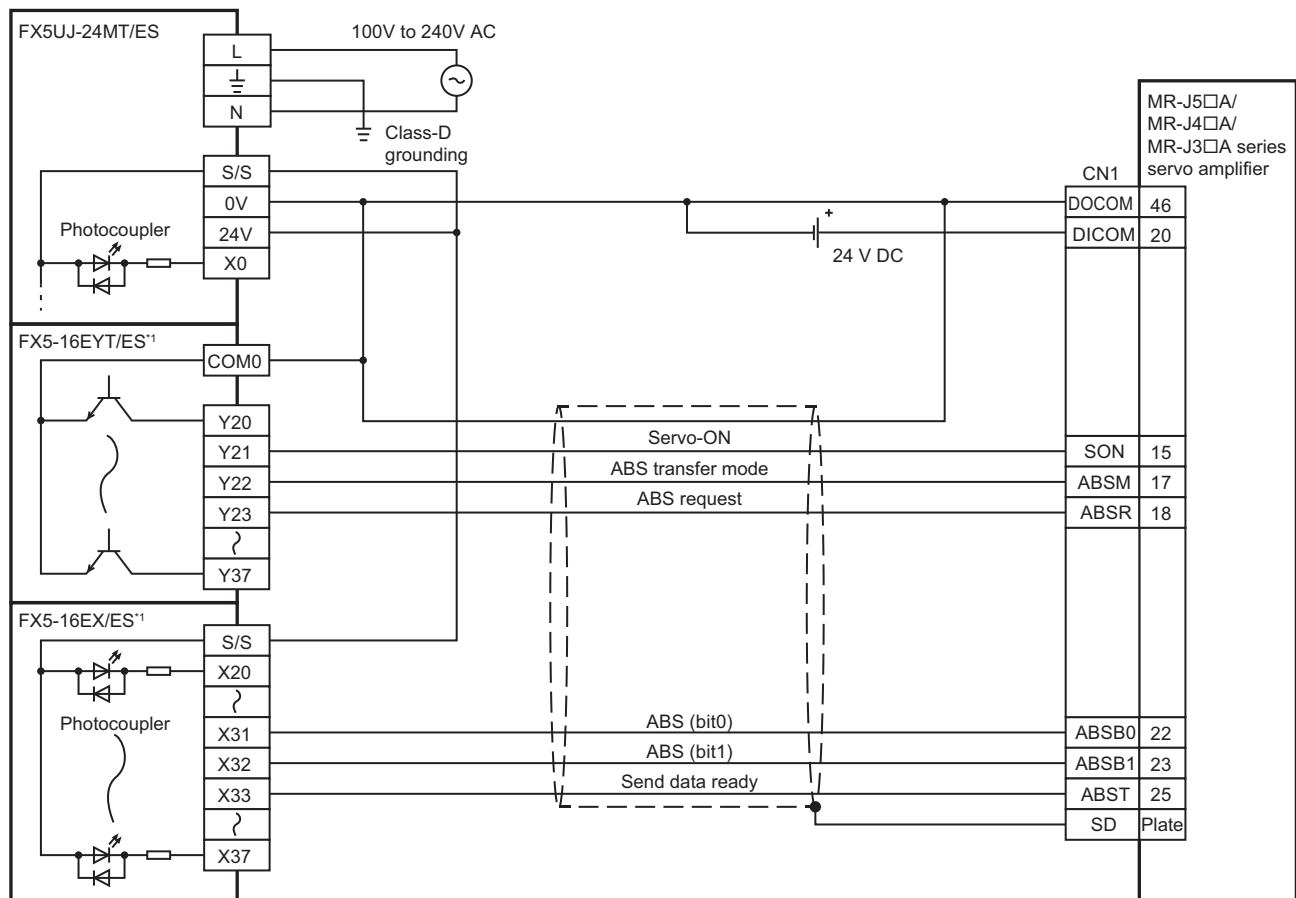 FX5UJ-24MT/ES
L
N
100V to 240V AC
Class-D
grounding
S/S
0V
24V
X0
Photocoupler
FX5-16EYT/ES*1
COM0
Y20
Y21
Y22
Y23
Y37
FX5-16EX/ES*1
S/S
X20
X31
X32
X33
X37
Photocoupler
+
24 V DC
Servo-ON
ABS transfer mode
ABS request
ABS (bit0)
ABS (bit1)
Send data ready
MR-J5□A/
MR-J4□A/
MR-J3□A series
servo amplifier
CN1
DOCOM 46
DICOM 20
SON 15
ABSM 17
ABSR 18
ABSB0 22
ABSB1 23
ABST 25
SD Plate